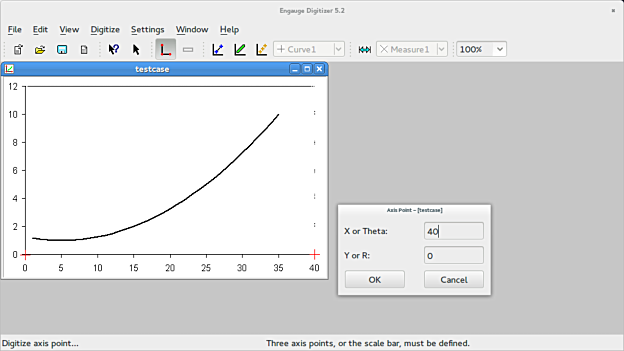 Engauge Digitizer 5.2
File Edit View Digitize Settings Window Help
Curve1 Measure1 100%
testcase
12
10
8
6
4
2
0
0 5 10 15 20 25 30 35 40
Axis Point - [testcase]
X or Theta: 40
Y or R: 0
OK Cancel
Digitize axis point... Three axis points, or the scale bar, must be defined.